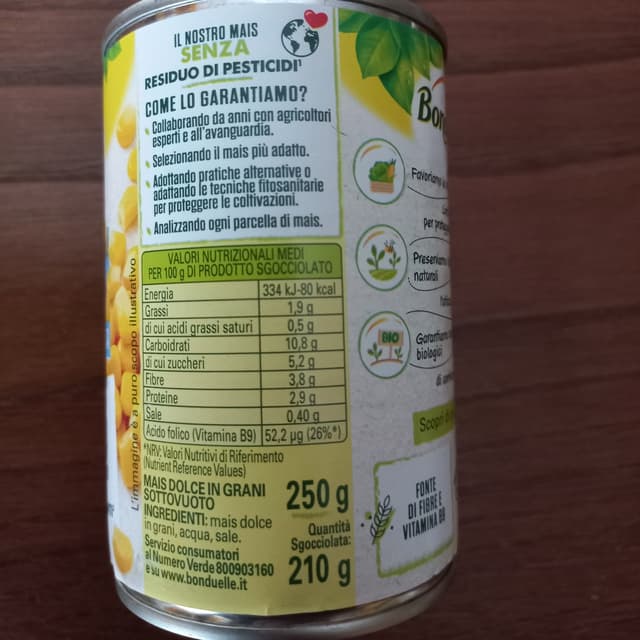 IL NOSTRO MAIS
SENZA
RESIDUO DI PESTICIDI¹
COME LO GARANTIAMO?
Collaborando da anni con agricoltori
esperti e all'avanguardia.
Selezionando il mais più adatto.
Adottando pratiche alternative o
adattando le tecniche fitosanitarie
per proteggere le coltivazioni.
Analizzando ogni parcella di mais.
VALORI NUTRIZIONALI MEDI
PER 100 g DI PRODOTTO SGOCCIOLATO
Energia 334 kJ-80 kcal
Grassi 1,9 g
di cui acidi grassi saturi 0,5 g
Carboidrati 10,8 g
di cui zuccheri 5,2 g
Fibre 3,8 g
Proteine 2,9 g
Sale 0,40 g
Acido folico (Vitamina B9) 52,2 µg (26%*)
*NRV: Valori Nutritivi di Riferimento
(Nutrient Reference Values)
MAIS DOLCE IN GRANI
SOTTOVUOTO
INGREDIENTI: mais dolce
in grani, acqua, sale.
Servizio consumatori
al Numero Verde 800903160
e su www.bonduelle.it
250 g
Quantità
Sgocciolata:
210 g
L'immagine è a puro scopo illustrativo
per
naturali
BIO
biologici
di
FONTE
DI FIBRE E
VITAMINA B9